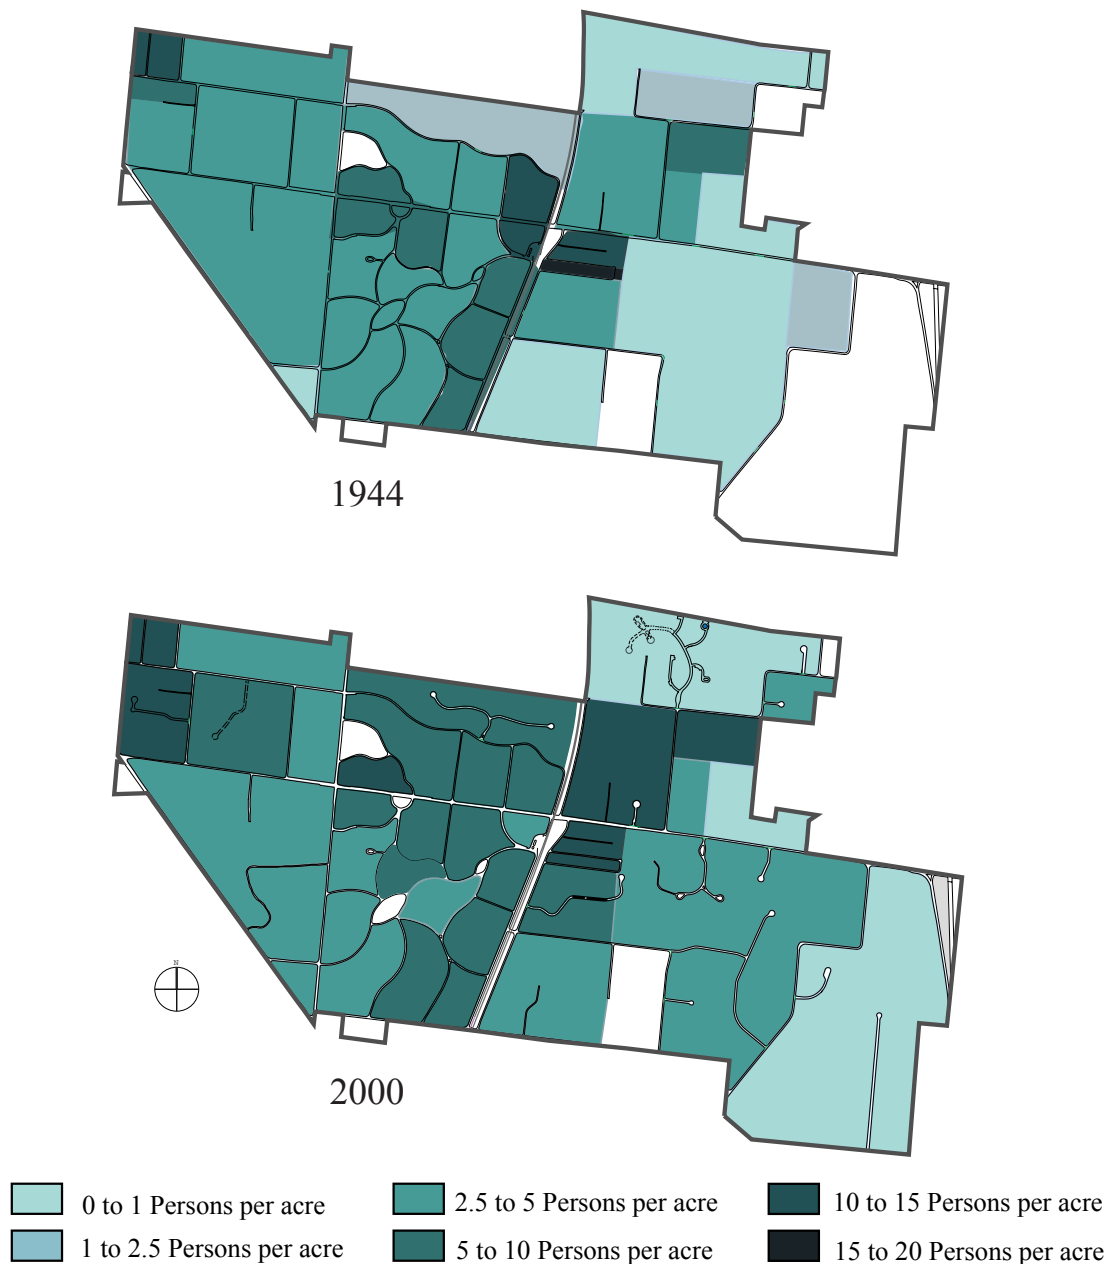 1944
N
2000
0 to 1 Persons per acre
2.5 to 5 Persons per acre
10 to 15 Persons per acre
1 to 2.5 Persons per acre
5 to 10 Persons per acre
15 to 20 Persons per acre